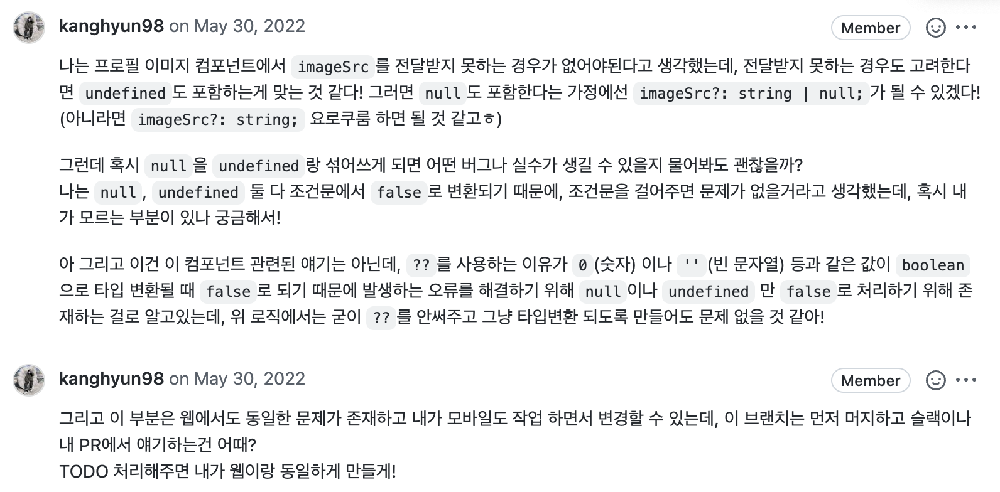 kanghyun98 on May 30, 2022
Member
나는 프로필 이미지 컴포넌트에서 imageSrc 를 전달받지 못하는 경우가 없어야된다고 생각했는데, 전달받지 못하는 경우도 고려한다
면 undefined 도 포함하는게 맞는 것 같다! 그러면 null 도 포함한다는 가정에선 imageSrc?: string | null; 가 될 수 있겠다!
(아니라면 imageSrc?: string; 요로쿠룸 하면 될 것 같고ㅎ)
그런데 혹시 null 을 undefined 랑 섞어쓰게 되면 어떤 버그나 실수가 생길 수 있을지 물어봐도 괜찮을까?
나는 null , undefined 둘 다 조건문에서 false 로 변환되기 때문에, 조건문을 걸어주면 문제가 없을거라고 생각했는데, 혹시 내
가 모르는 부분이 있나 궁금해서!
아 그리고 이건 이 컴포넌트 관련된 얘기는 아닌데, ?? 를 사용하는 이유가 0 (숫자) 이나 '' (빈 문자열) 등과 같은 값이 boolean
으로 타입 변환될 때 false 로 되기 때문에 발생하는 오류를 해결하기 위해 null 이나 undefined 만 false 로 처리하기 위해 존
재하는 걸로 알고있는데, 위 로직에서는 굳이 ?? 를 안써주고 그냥 타입변환 되도록 만들어도 문제 없을 것 같아!
kanghyun98 on May 30, 2022
Member
그리고 이 부분은 웹에서도 동일한 문제가 존재하고 내가 모바일도 작업 하면서 변경할 수 있는데, 이 브랜치는 먼저 머지하고 슬랙이나
내 PR에서 얘기하는건 어때?
TODO 처리해주면 내가 웹이랑 동일하게 만들게!